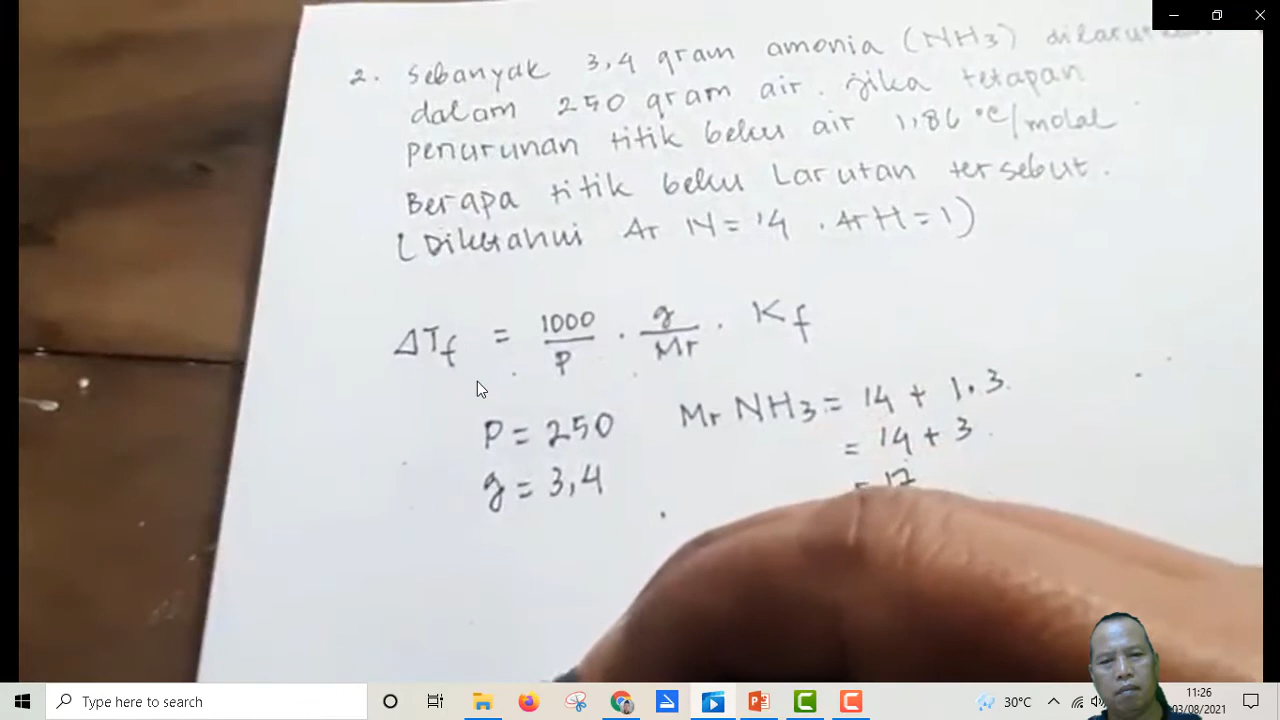 2. Sebanyak 3,4 gram amonia (NH3) dilarutkan
dalam 250 gram air. jika tetapan
penurunan titik beku air 1,86 °C/molal
Berapa titik beku Larutan tersebut.
(Diketahui Ar N = 14 . Ar H = 1)
ΔTf = 1000/P . g/Mr . Kf
P = 250 Mr NH3 = 14 + 1.3
= 14 + 3
g = 3,4 = 17
Type here to search
30°C
11:26
03/08/2021